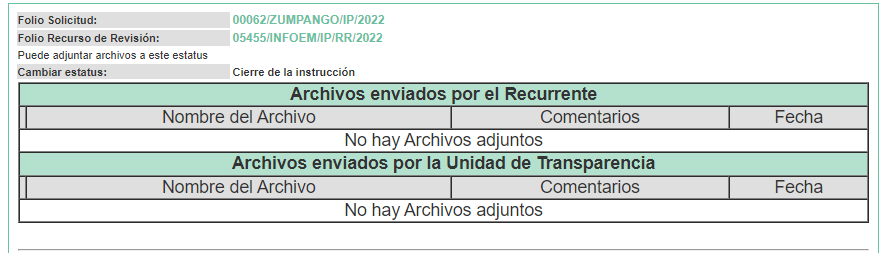 Folio Solicitud: 00062/ZUMPANGO/IP/2022
Folio Recurso de Revisión: 05455/INFOEM/IP/RR/2022
Puede adjuntar archivos a este estatus
Cambiar estatus: Cierre de la instrucción
Archivos enviados por el Recurrente
Nombre del Archivo Comentarios Fecha
No hay Archivos adjuntos
Archivos enviados por la Unidad de Transparencia
Nombre del Archivo Comentarios Fecha
No hay Archivos adjuntos